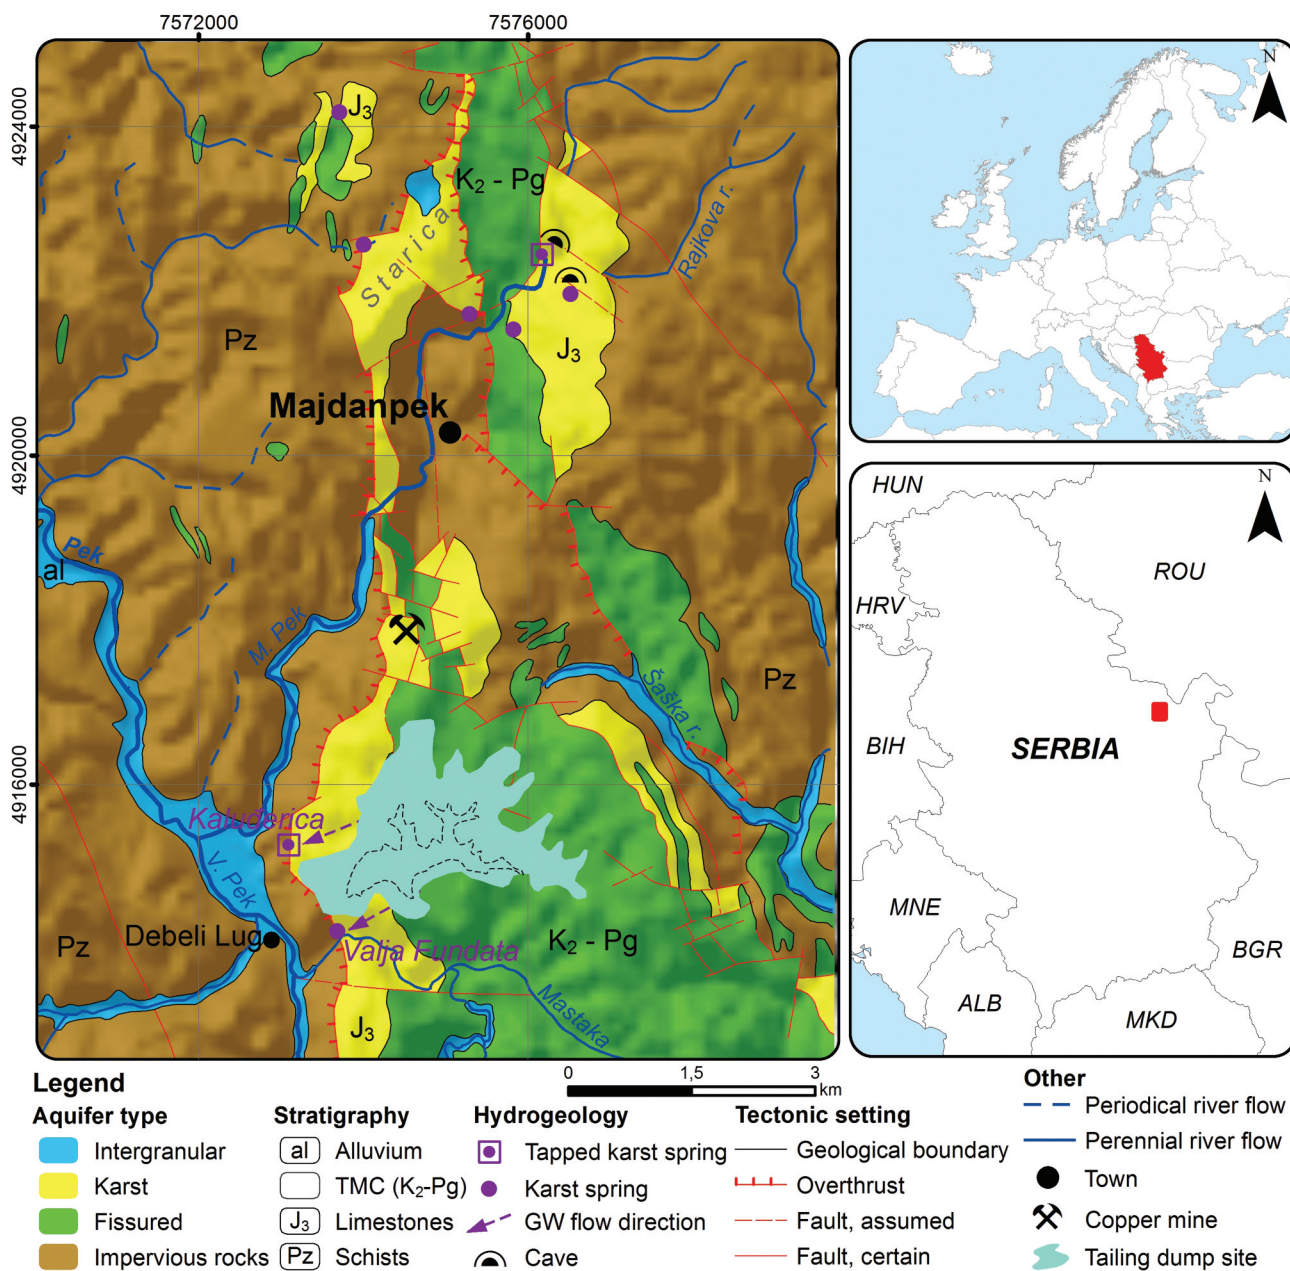 7572000
7576000
4924000
4920000
4916000
J3
K2 - Pg
Starica
Rajkova r.
Pz
J3
Majdanpek
Pek
al
M. Pek
Šaška r.
Pz
Kaluđerica
V. Pek
Debeli Lug
Pz
Valja Fundata
K2 - Pg
Mastaka
J3
N
N
HUN
ROU
HRV
BIH
SERBIA
MNE
BGR
ALB
MKD
0
1,5
3
km
Legend
Aquifer type
Intergranular
Karst
Fissured
Impervious rocks
Stratigraphy
al Alluvium
TMC (K2-Pg)
J3 Limestones
Pz Schists
Hydrogeology
Tapped karst spring
Karst spring
GW flow direction
Cave
Tectonic setting
Geological boundary
Overthrust
Fault, assumed
Fault, certain
Other
Periodical river flow
Perennial river flow
Town
Copper mine
Tailing dump site